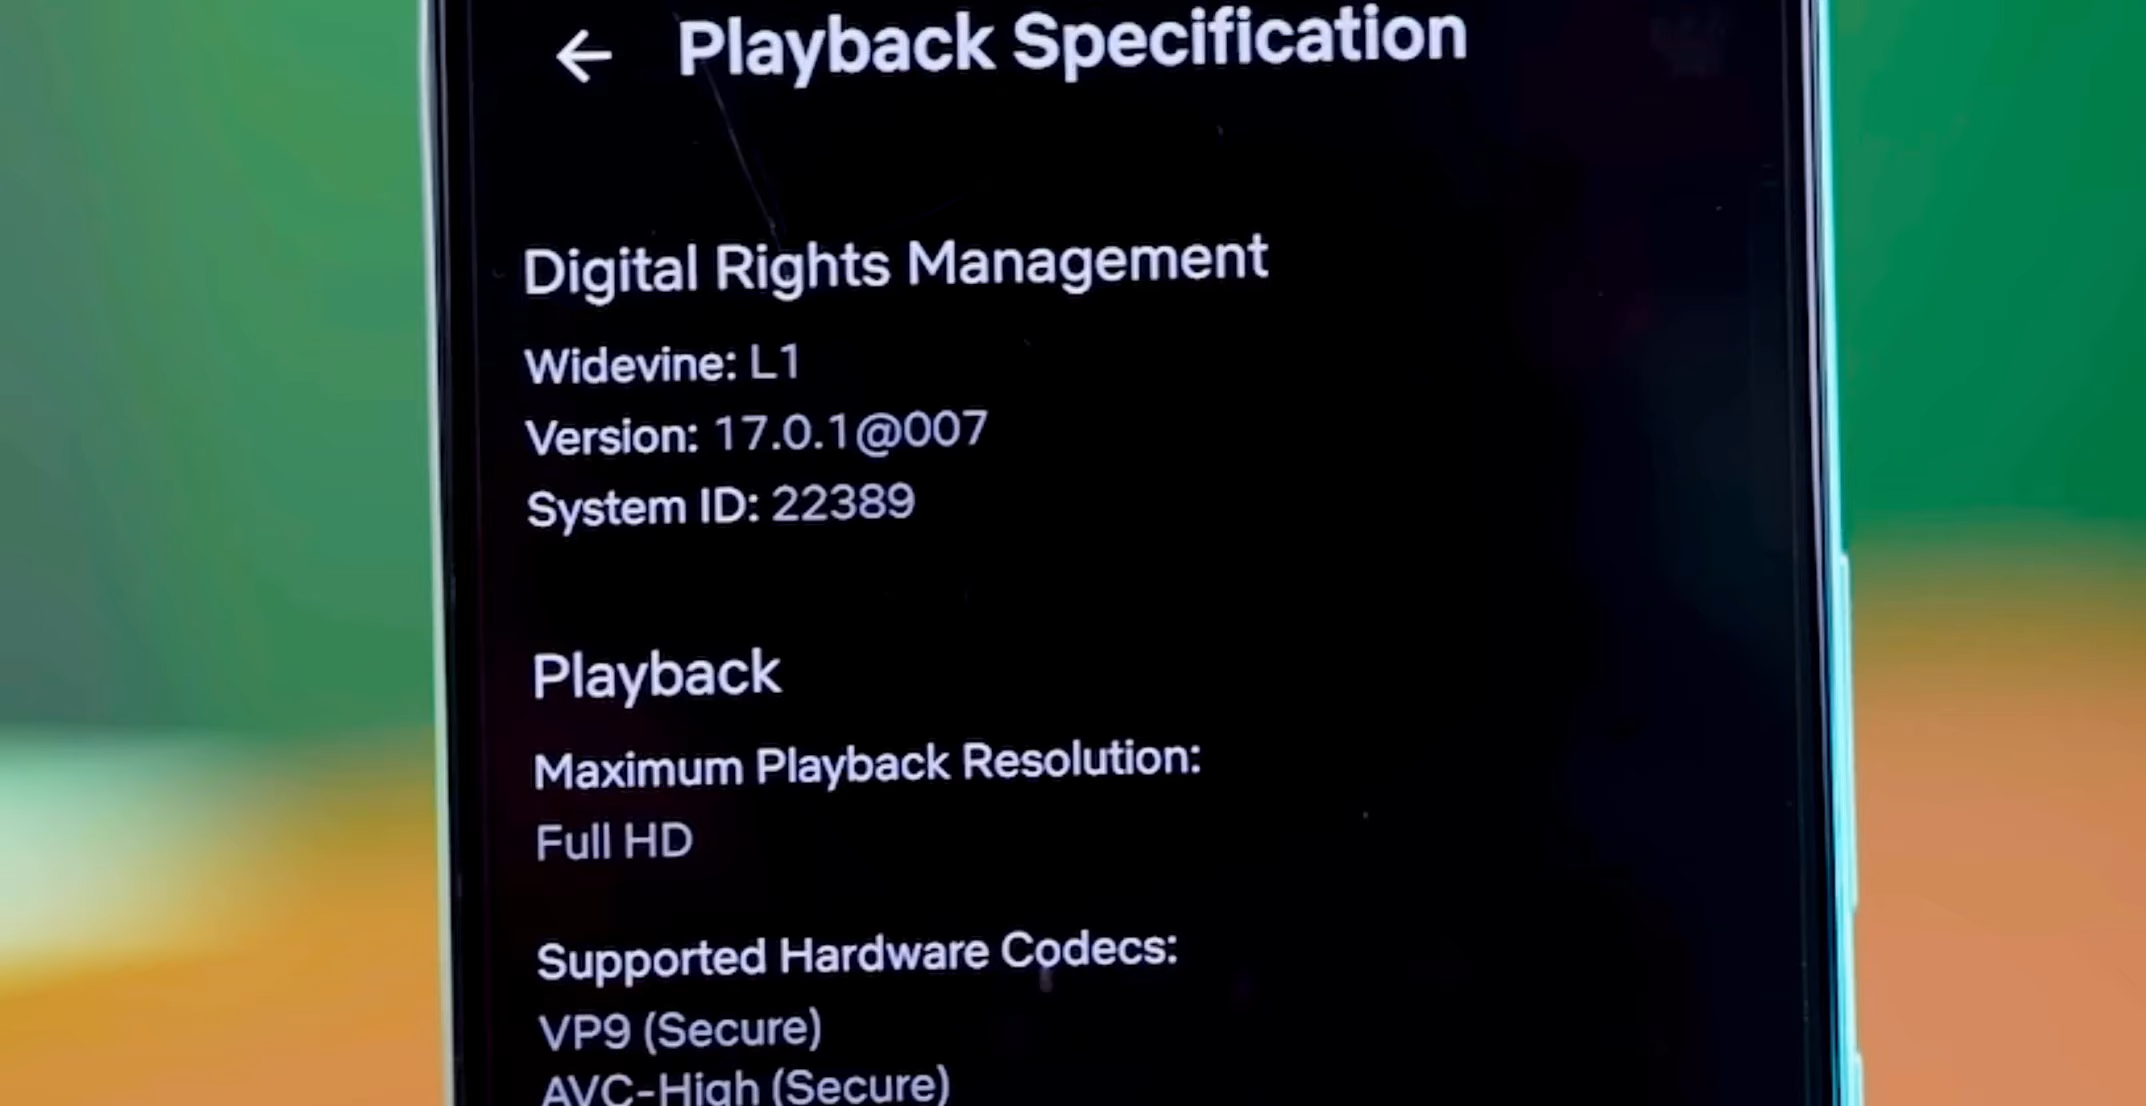 Playback Specification
Digital Rights Management
Widevine: L1
Version: 17.0.1@007
System ID: 22389
Playback
Maximum Playback Resolution:
Full HD
Supported Hardware Codecs:
VP9 (Secure)
AVC-High (Secure)